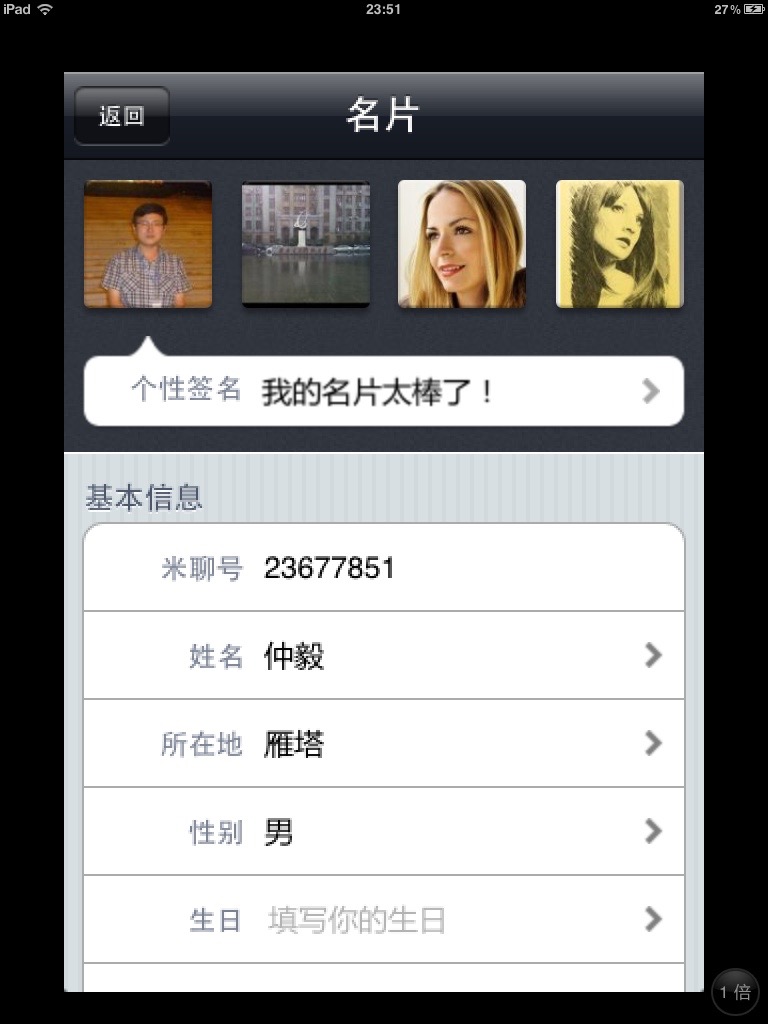 iPad 23:51 27%
返回 名片
个性签名 我的名片太棒了！
基本信息
米聊号 23677851
姓名 仲毅
所在地 雁塔
性别 男
生日 填写你的生日
1 倍